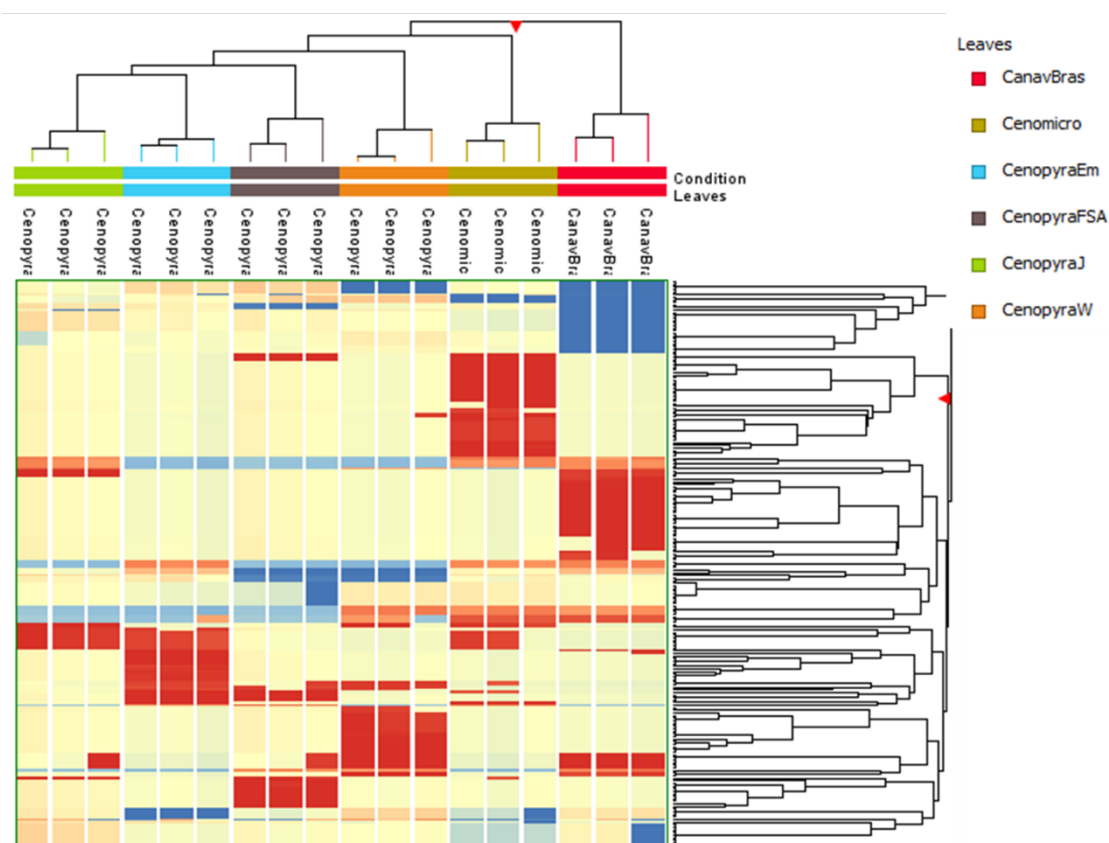 Leaves
CanavBras
Cenomicro
CenopyraEm
CenopyraFSA
CenopyraJ
CenopyraW
Condition
Leaves
Cenopyra
Cenopyra
Cenopyra
Cenopyra
Cenopyra
Cenopyra
Cenopyra
Cenopyra
Cenopyra
Cenopyra
Cenopyra
Cenopyra
Cenomic
Cenomic
Cenomic
CanavBra
CanavBra
CanavBra